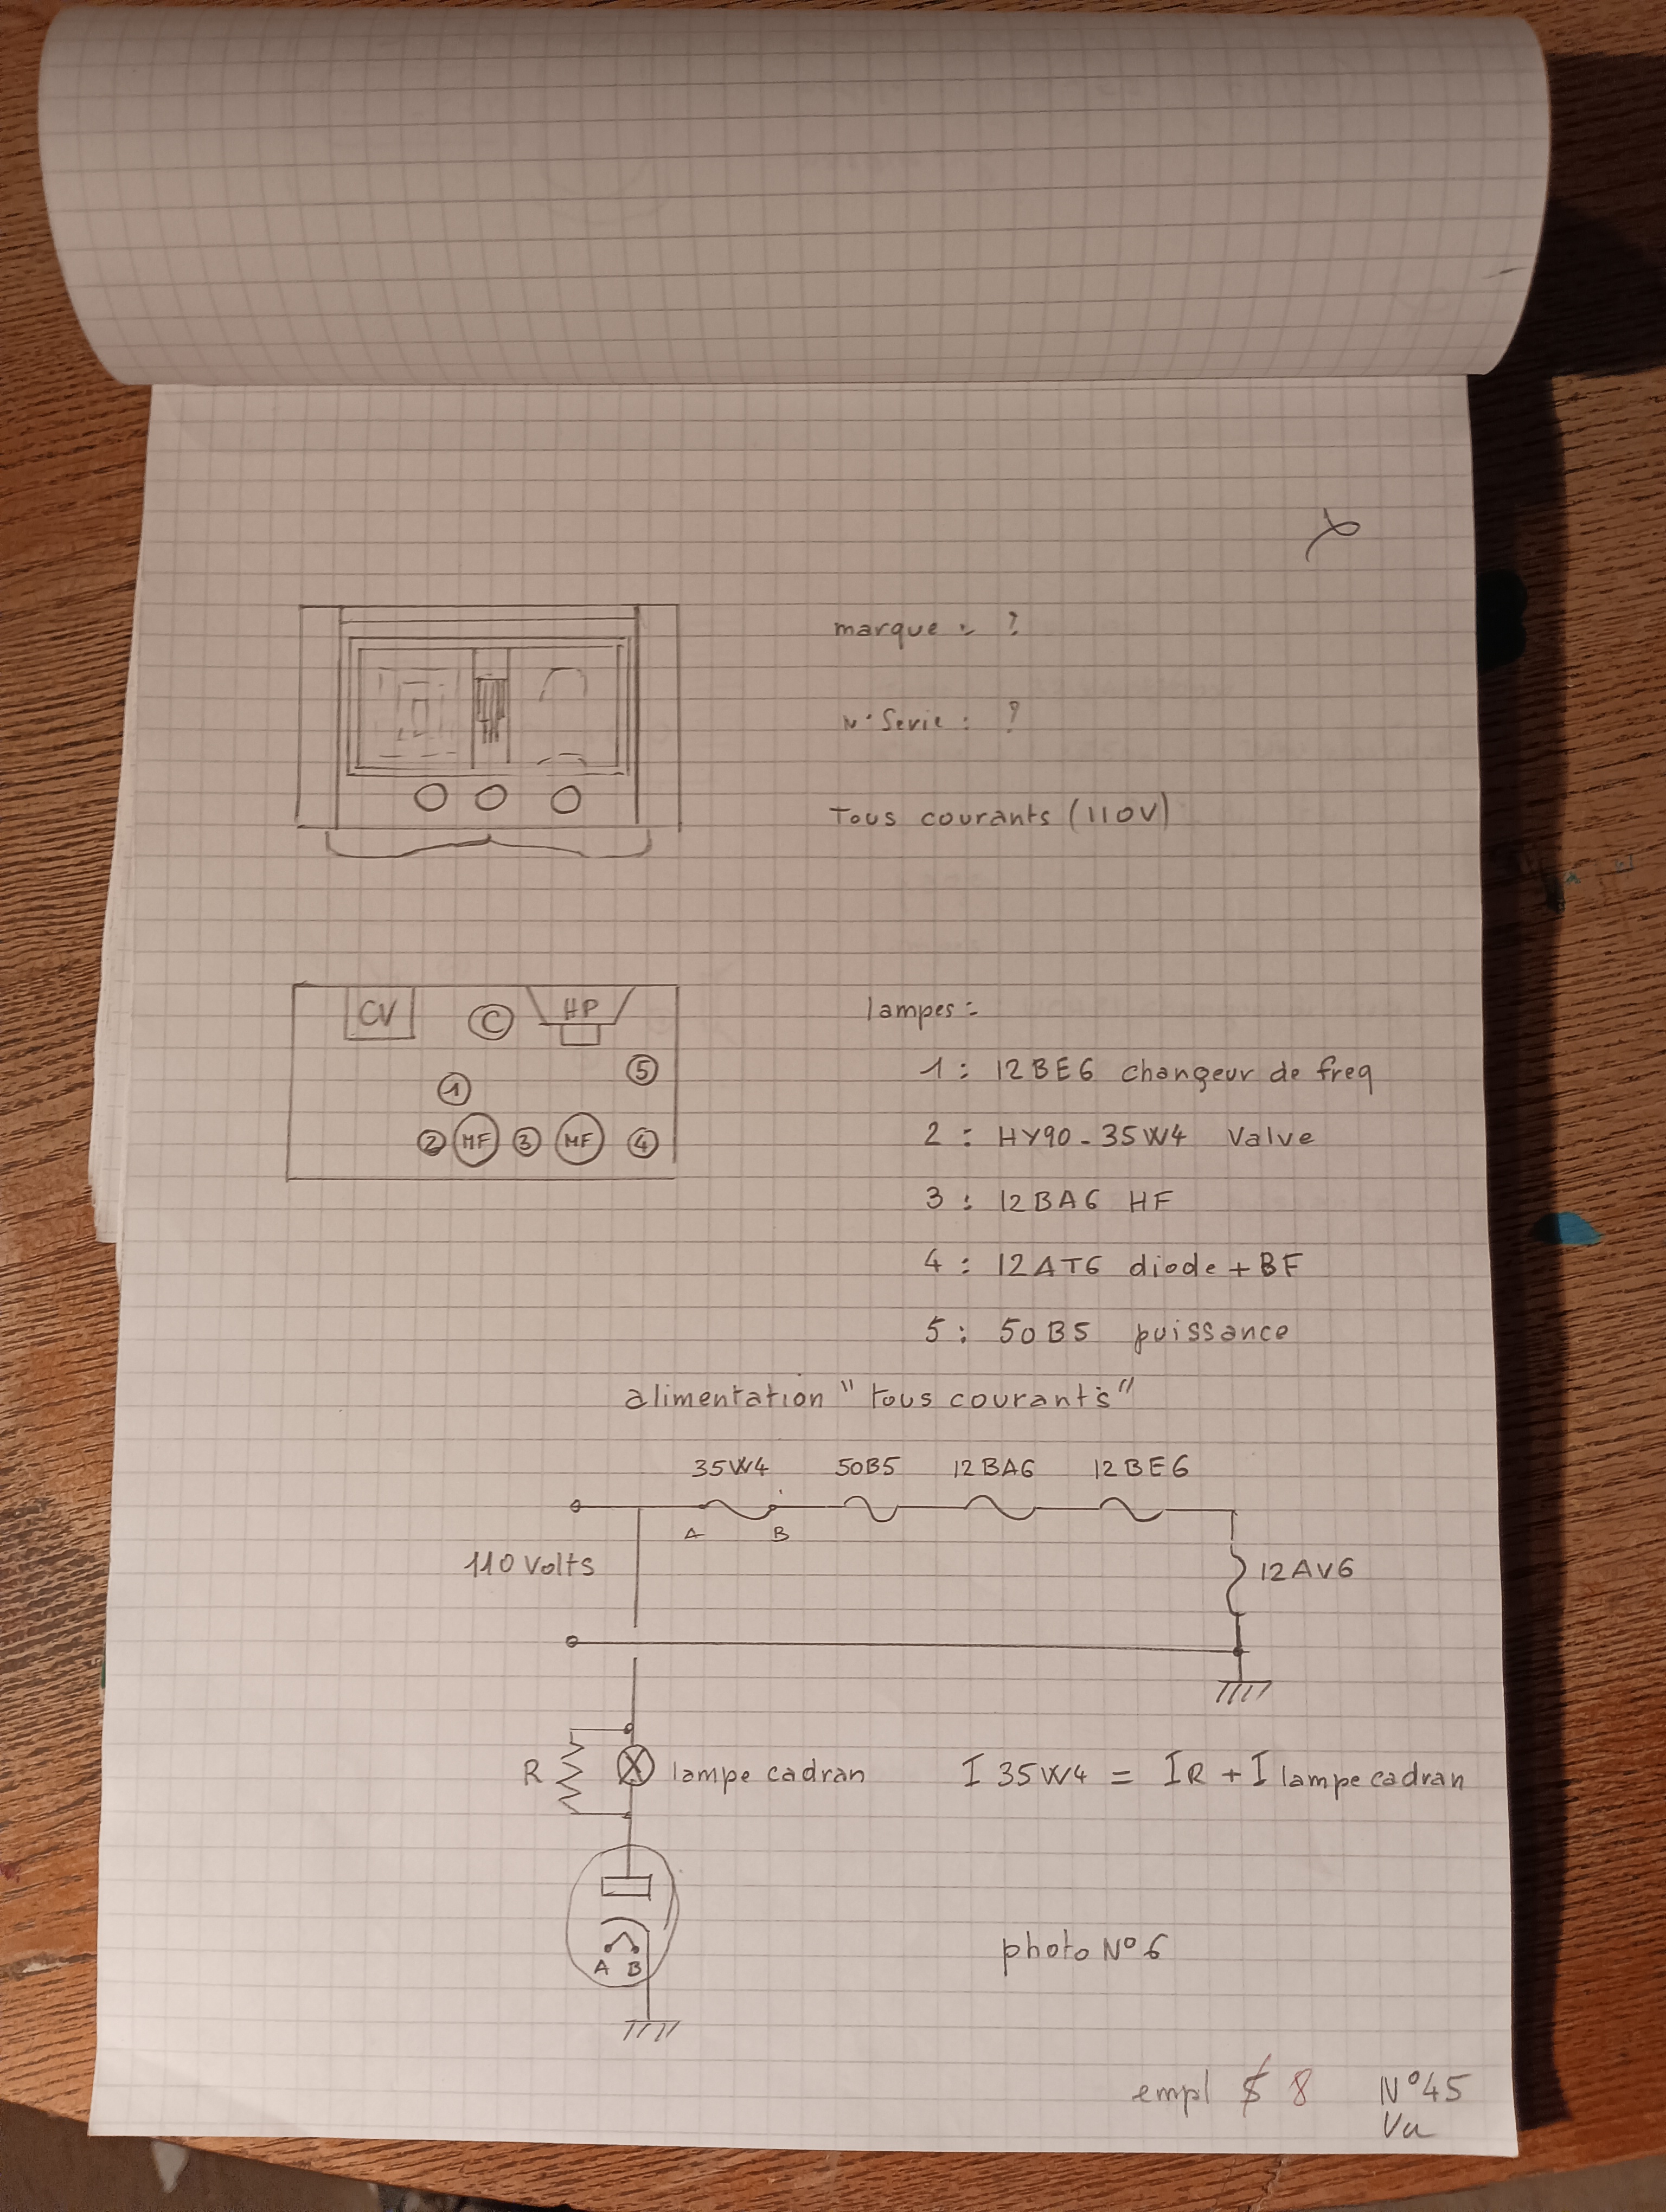 marque : ?
N° Serie : ?
Tous courants (110V)
CV
C
HP
5
1
2
MF
3
MF
4
lampes :
1 : 12BE6 changeur de freq
2 : HY90 - 35W4 Valve
3 : 12BA6 HF
4 : 12AT6 diode + BF
5 : 50B5 puissance
alimentation "tous courants"
35W4 50B5 12BA6 12BE6
A B
110 Volts
12AV6
R
lampe cadran
I 35W4 = IR + I lampe cadran
A B
photo N° 6
empl 8 N° 45
Vu